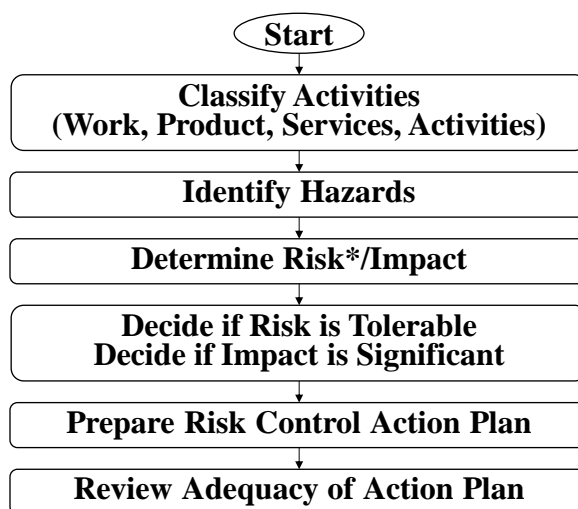 Start
Classify Activities
(Work, Product, Services, Activities)
Identify Hazards
Determine Risk*/Impact
Decide if Risk is Tolerable
Decide if Impact is Significant
Prepare Risk Control Action Plan
Review Adequacy of Action Plan